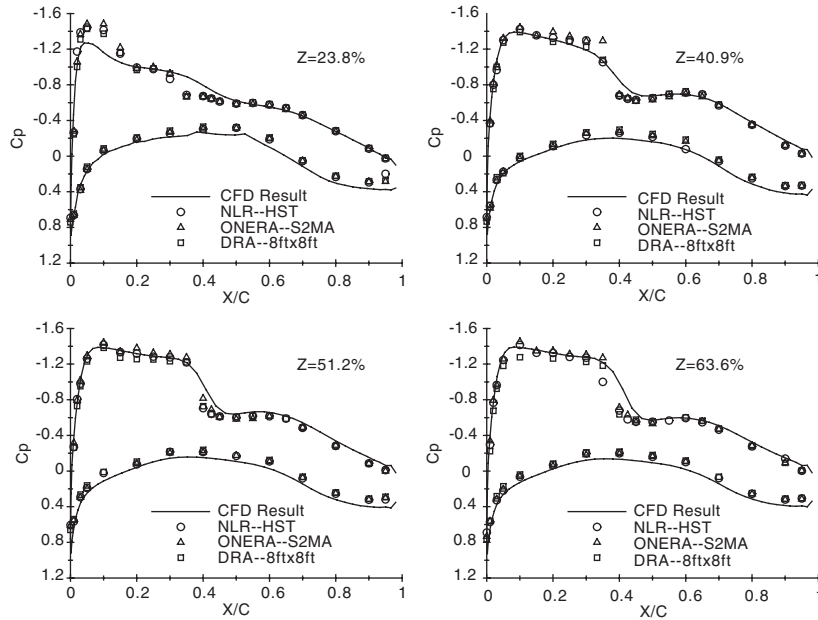 -1.6
-1.2
-0.8
-0.4
0
0.4
0.8
1.2
Cp
Z=23.8%
CFD Result
NLR--HST
ONERA--S2MA
DRA--8ftx8ft
0 0.2 0.4 0.6 0.8 1
X/C
-1.6
-1.2
-0.8
-0.4
0
0.4
0.8
1.2
Cp
Z=40.9%
CFD Result
NLR--HST
ONERA--S2MA
DRA--8ftx8ft
0 0.2 0.4 0.6 0.8 1
X/C
-1.6
-1.2
-0.8
-0.4
0
0.4
0.8
1.2
Cp
Z=51.2%
CFD Result
NLR--HST
ONERA--S2MA
DRA--8ftx8ft
0 0.2 0.4 0.6 0.8 1
X/C
-1.6
-1.2
-0.8
-0.4
0
0.4
0.8
1.2
Cp
Z=63.6%
CFD Result
NLR--HST
ONERA--S2MA
DRA--8ftx8ft
0 0.2 0.4 0.6 0.8 1
X/C